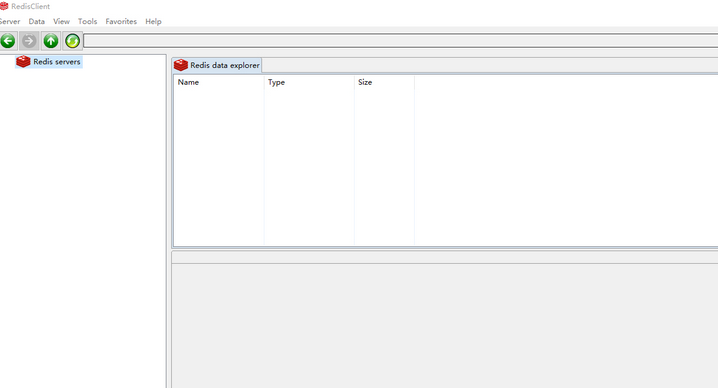 RedisClient
Server Data View Tools Favorites Help
Redis servers
Redis data explorer
Name Type Size